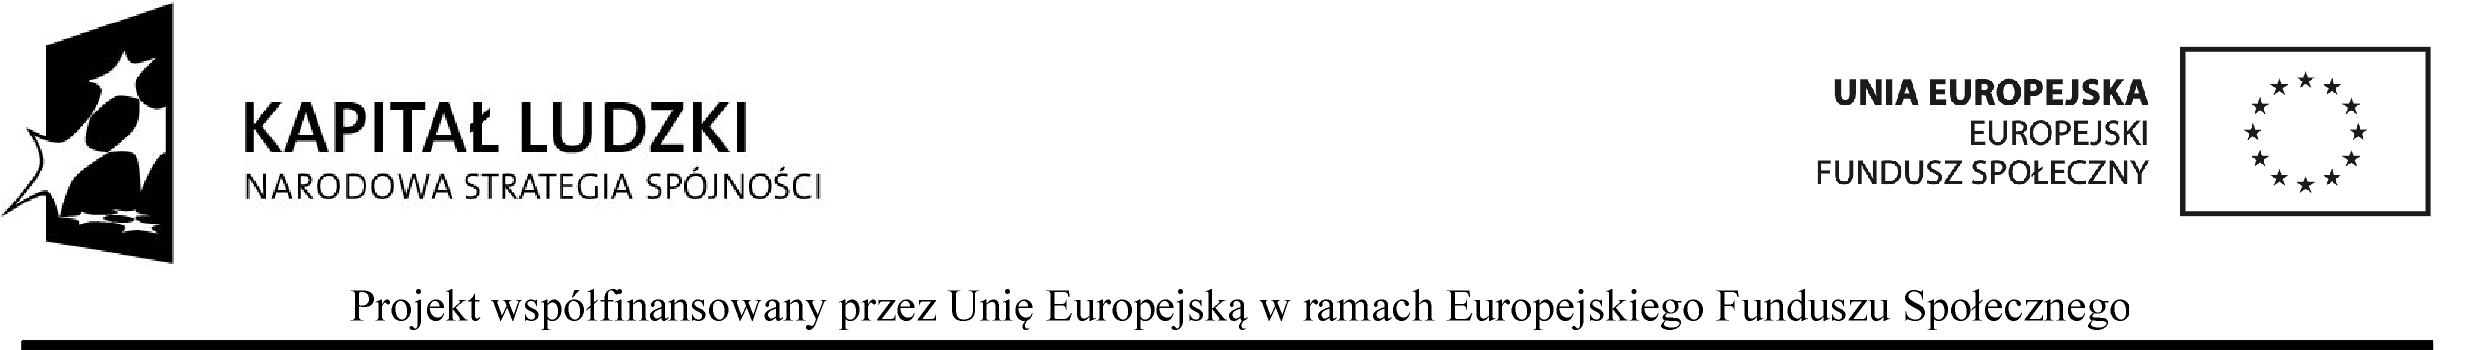 KAPITAŁ LUDZKI
NARODOWA STRATEGIA SPÓJNOŚCI
UNIA EUROPEJSKA
EUROPEJSKI
FUNDUSZ SPOŁECZNY
Projekt współfinansowany przez Unię Europejską w ramach Europejskiego Funduszu Społecznego